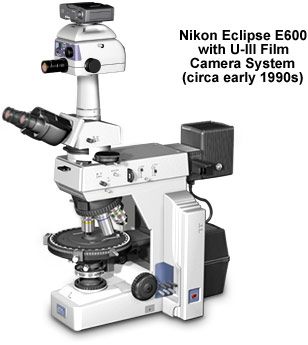 Nikon Eclipse E600
with U-III Film
Camera System
(circa early 1990s)